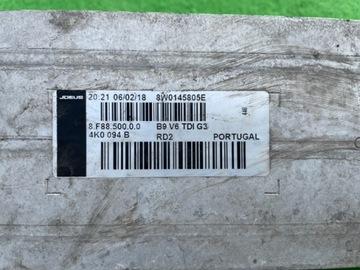 JDEUS
20:21 06/02/18 8W0145805E
8.F88.500.0.0 B9 V6 TDI G3
4K0 094 B RD2 PORTUGAL